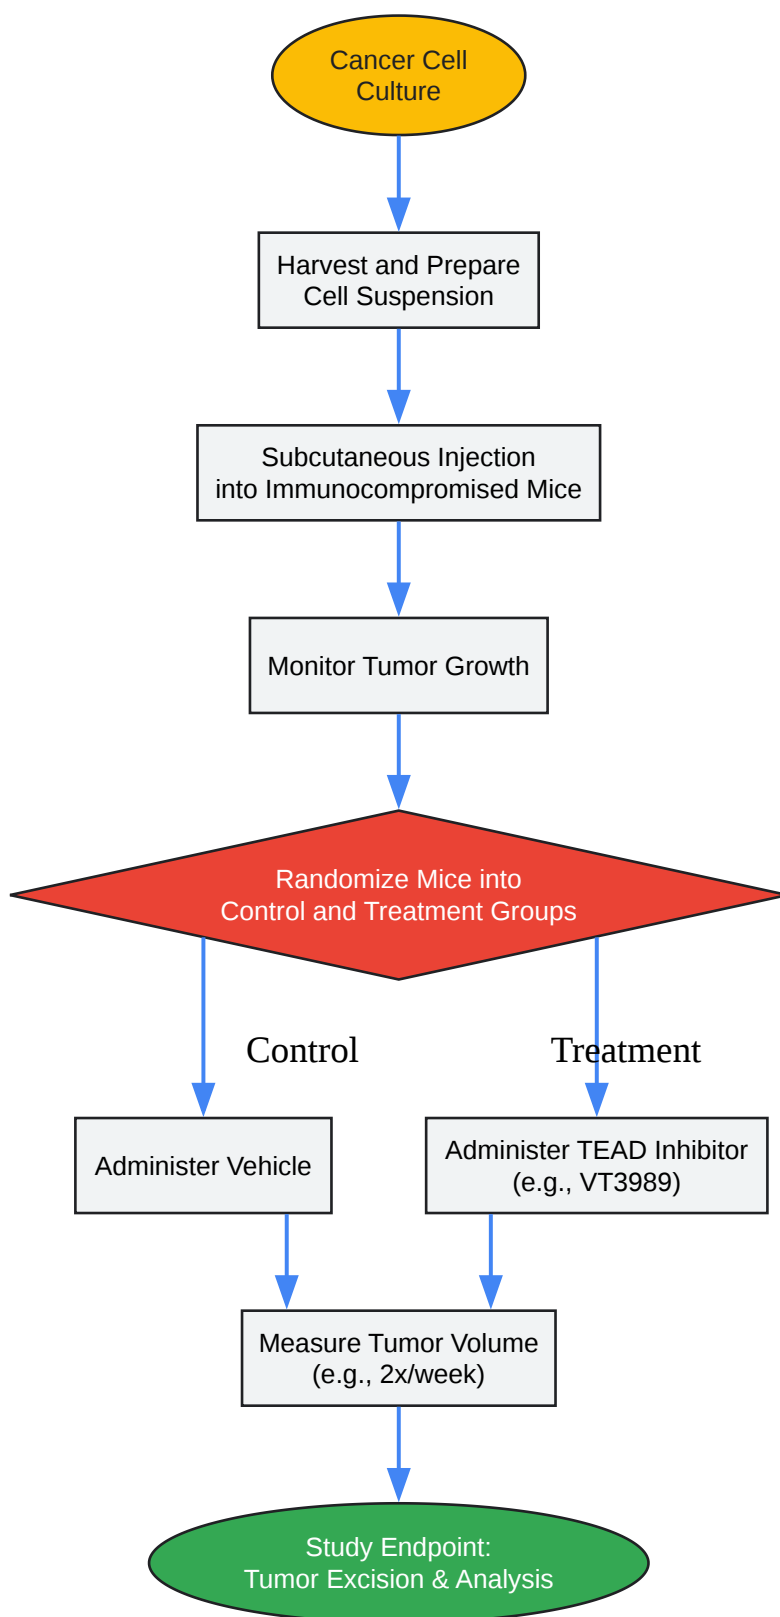 Cancer Cell
Culture
Harvest and Prepare
Cell Suspension
Subcutaneous Injection
into Immunocompromised Mice
Monitor Tumor Growth
Randomize Mice into
Control and Treatment Groups
Control
Treatment
Administer Vehicle
Administer TEAD Inhibitor
(e.g., VT3989)
Measure Tumor Volume
(e.g., 2x/week)
Study Endpoint:
Tumor Excision & Analysis